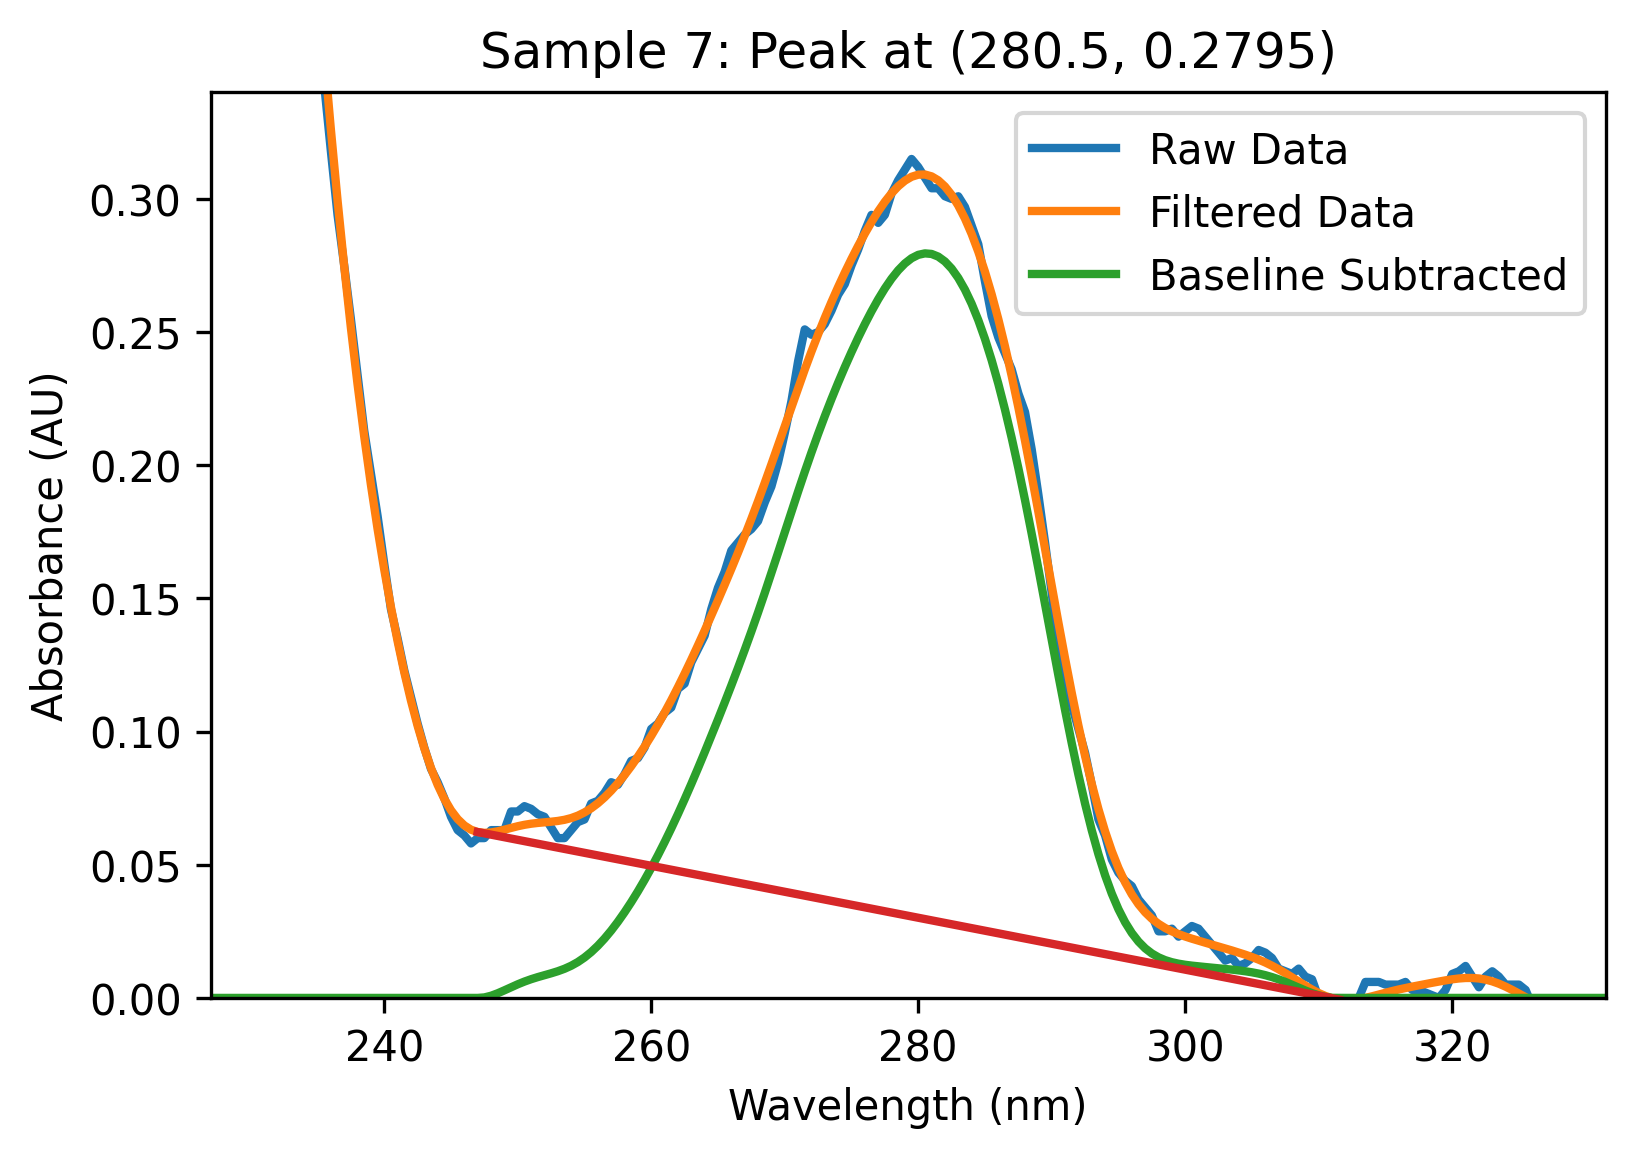 Sample 7: Peak at (280.5, 0.2795)
Raw Data
Filtered Data
Baseline Subtracted
Absorbance (AU)
0.30
0.25
0.20
0.15
0.10
0.05
0.00
240 260 280 300 320
Wavelength (nm)